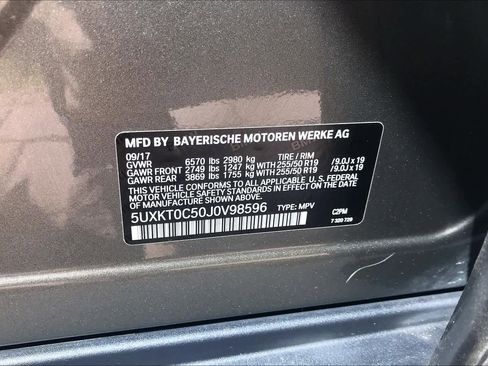 MFD BY BAYERISCHE MOTOREN WERKE AG
09/17 TIRE / RIM
GVWR 6570 lbs 2980 kg
GAWR FRONT 2749 lbs 1247 kg WITH 255/50 R19 /9.0J x 19
GAWR REAR 3869 lbs 1755 kg WITH 255/50 R19 /9.0J x 19
THIS VEHICLE CONFORMS TO ALL APPLICABLE U.S. FEDERAL
MOTOR VEHICLE SAFETY STANDARDS IN EFFECT ON THE
DATE OF MANUFACTURE SHOWN ABOVE.
5UXKT0C50J0V98596 TYPE: MPV C2PM
7 320 729